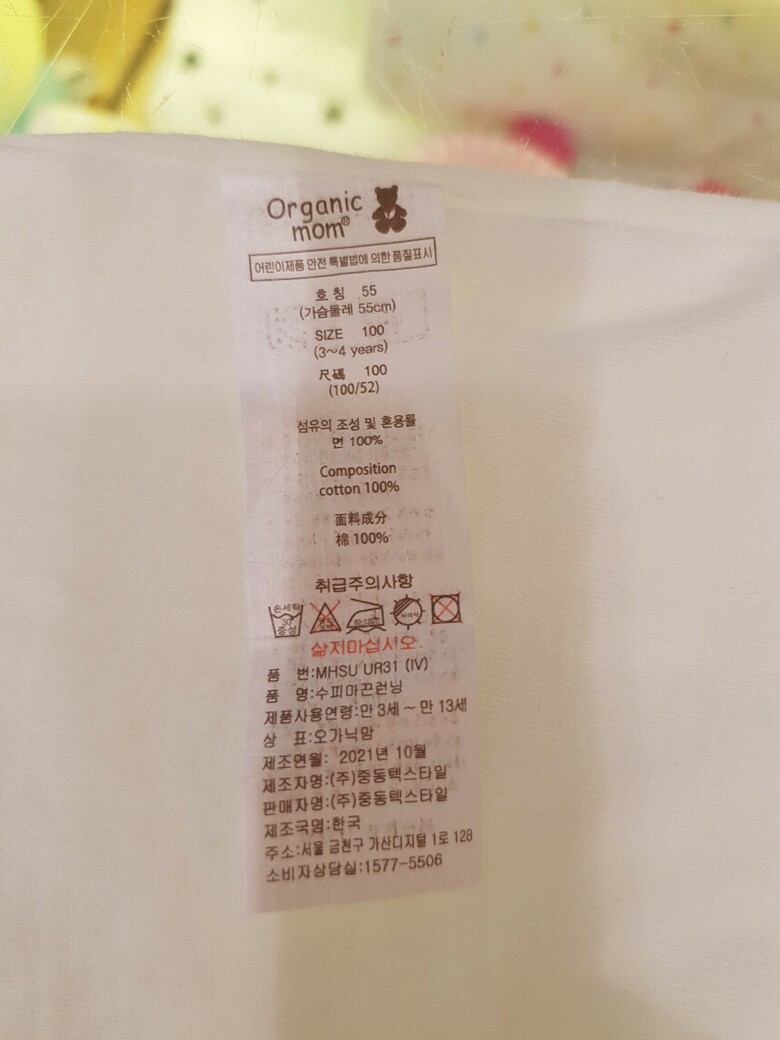 Organic
mom®
어린이제품 안전 특별법에 의한 품질표시
호 칭 55
(가슴둘레 55cm)
SIZE 100
(3~4 years)
尺碼 100
(100/52)
섬유의 조성 및 혼용률
면 100%
Composition
cotton 100%
面料成分
棉 100%
취급주의사항
손세탁
30
중성
삶지마십시오
품 번:MHSU UR31 (IV)
품 명:수피마끈런닝
제품사용연령:만 3세 ~ 만 13세
상 표:오가닉맘
제조연월: 2021년 10월
제조자명:(주)중동텍스타일
판매자명:(주)중동텍스타일
제조국명:한국
주소:서울 금천구 가산디지털 1로 128
소비자상담실:1577-5506